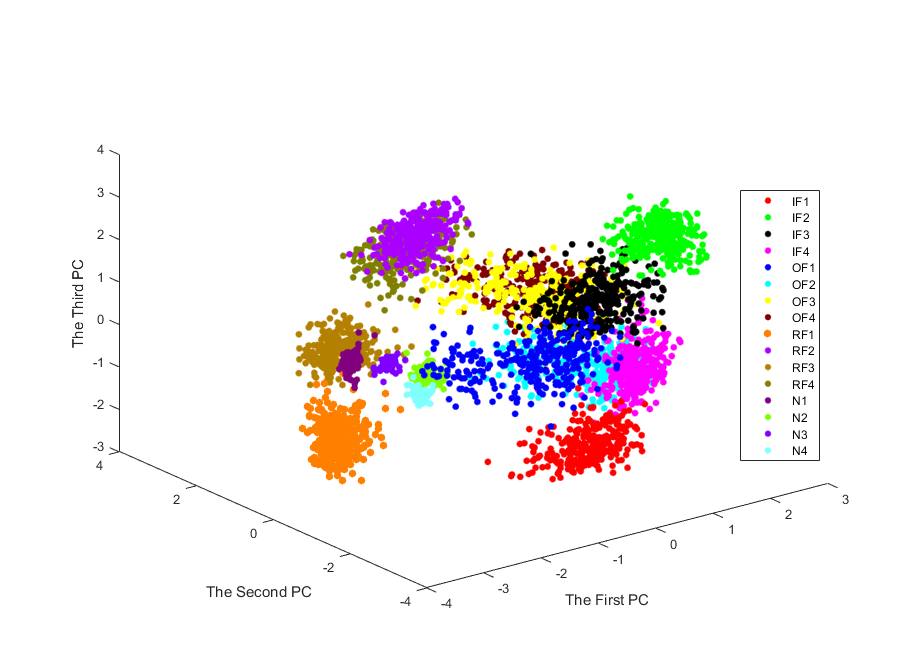 4
3
2
1
0
-1
-2
-3
The Third PC
4
2
0
-2
-4
The Second PC
-4
-3
-2
-1
0
1
2
3
The First PC
IF1
IF2
IF3
IF4
OF1
OF2
OF3
OF4
RF1
RF2
RF3
RF4
N1
N2
N3
N4